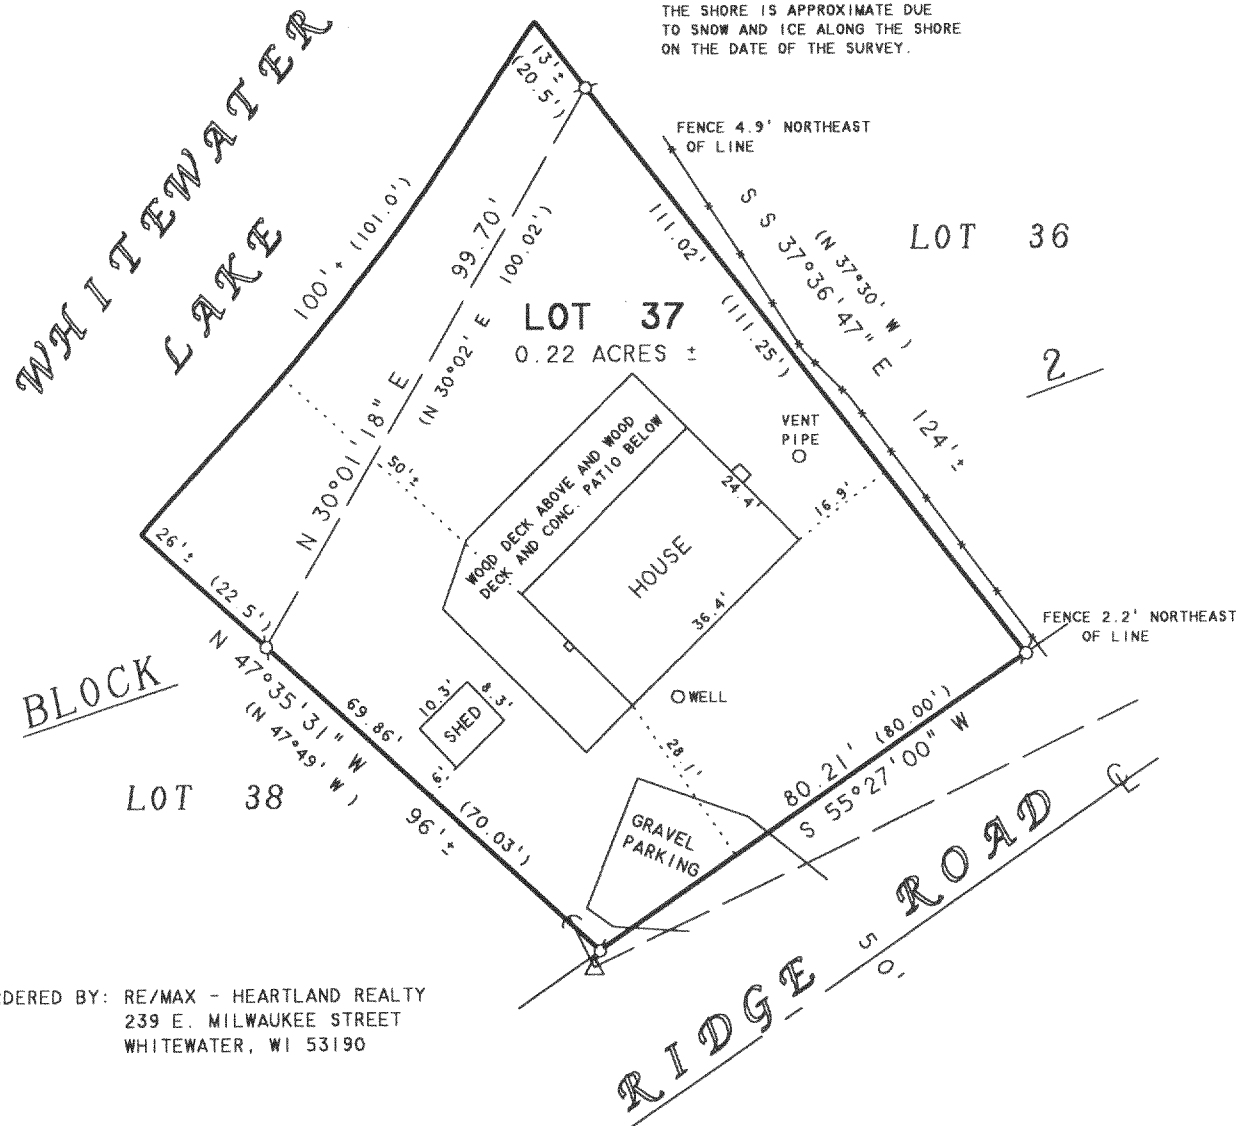 THE SHORE IS APPROXIMATE DUE
TO SNOW AND ICE ALONG THE SHORE
ON THE DATE OF THE SURVEY.
WHITEWATER
LAKE
13'±
(20.5')
FENCE 4.9' NORTHEAST
OF LINE
100'± (101.0')
99.70'
(N 30°02' E 100.02')
N 30°01'18" E
111.02'
(111.25')
S S 37°36'47" E
(N 37°30' W)
124'±
LOT 36
LOT 37
0.22 ACRES ±
2
VENT
PIPE
50'±
WOOD DECK ABOVE AND WOOD
DECK AND CONC. PATIO BELOW
24.4'
16.9'
HOUSE
36.4'
26'±
(22.5')
N 47°35'31" W
(N 47°49' W)
FENCE 2.2' NORTHEAST
OF LINE
BLOCK
69.86'
10.3'
8.3'
SHED
6'
WELL
28.1'
80.21' (80.00')
S 55°27'00" W
LOT 38
96'±
(70.03')
GRAVEL
PARKING
RIDGE ROAD
50'
DERED BY: RE/MAX - HEARTLAND REALTY
239 E. MILWAUKEE STREET
WHITEWATER, WI 53190